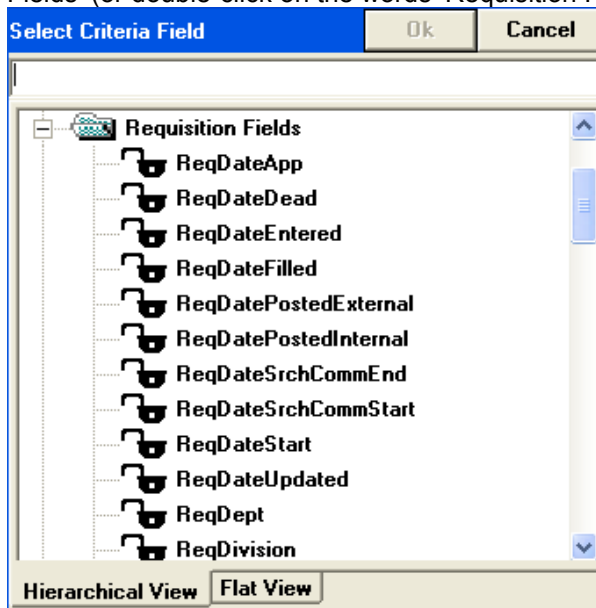 Fields (or double click on the words Requisition
Select Criteria Field Ok Cancel
Requisition Fields
ReqDateApp
ReqDateDead
ReqDateEntered
ReqDateFilled
ReqDatePostedExternal
ReqDatePostedInternal
ReqDateSrchCommEnd
ReqDateSrchCommStart
ReqDateStart
ReqDateUpdated
ReqDept
ReqDivision
Hierarchical View Flat View